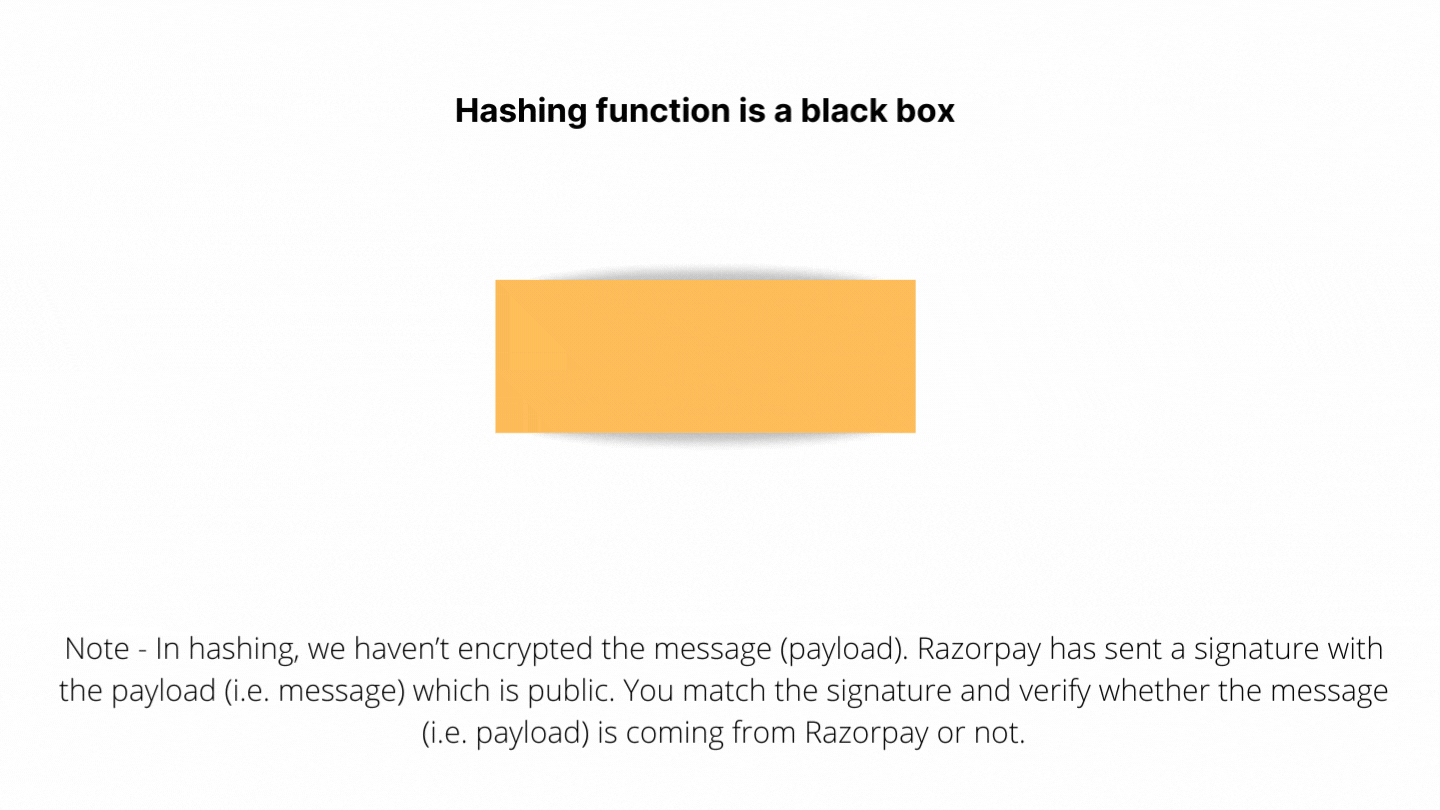 Hashing function is a black box
Note - In hashing, we haven’t encrypted the message (payload). Razorpay has sent a signature with
the payload (i.e. message) which is public. You match the signature and verify whether the message
(i.e. payload) is coming from Razorpay or not.